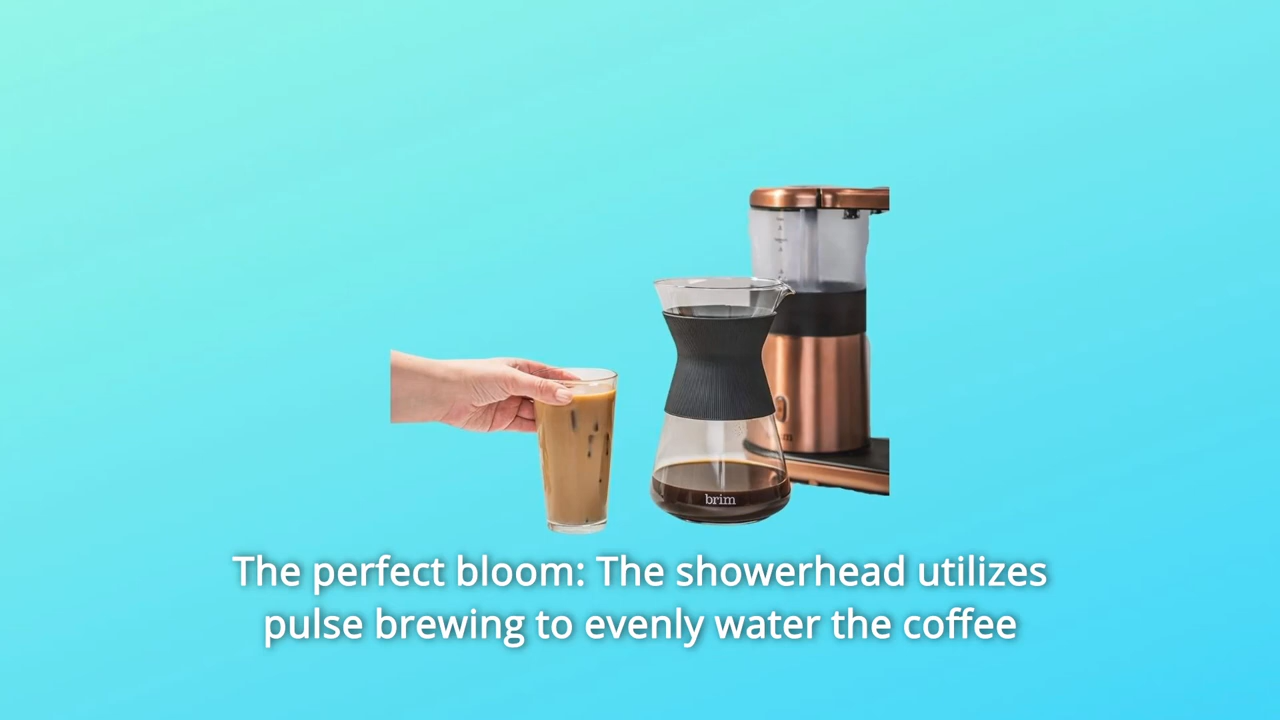 brim
The perfect bloom: The showerhead utilizes
pulse brewing to evenly water the coffee